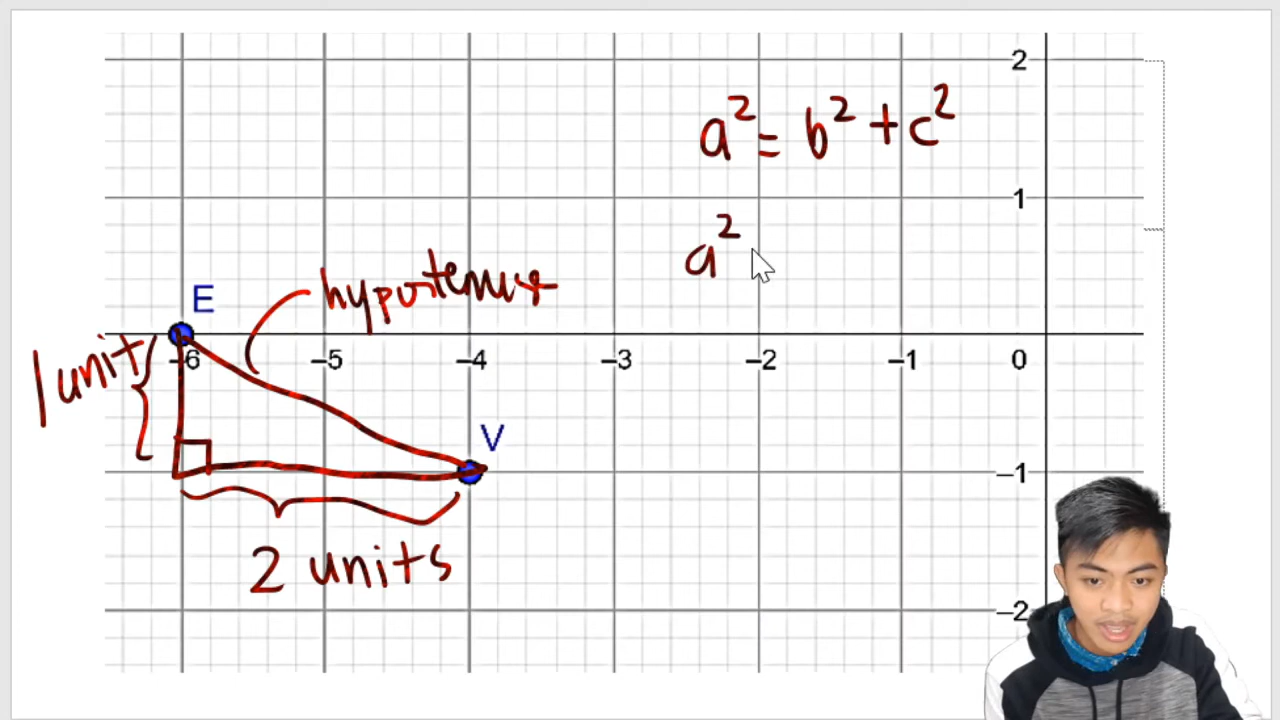 2
a² = b² + c²
1
a²
E
hypotenuse
–6 –5 –4 –3 –2 –1 0
1 unit
V
–1
2 units
–2